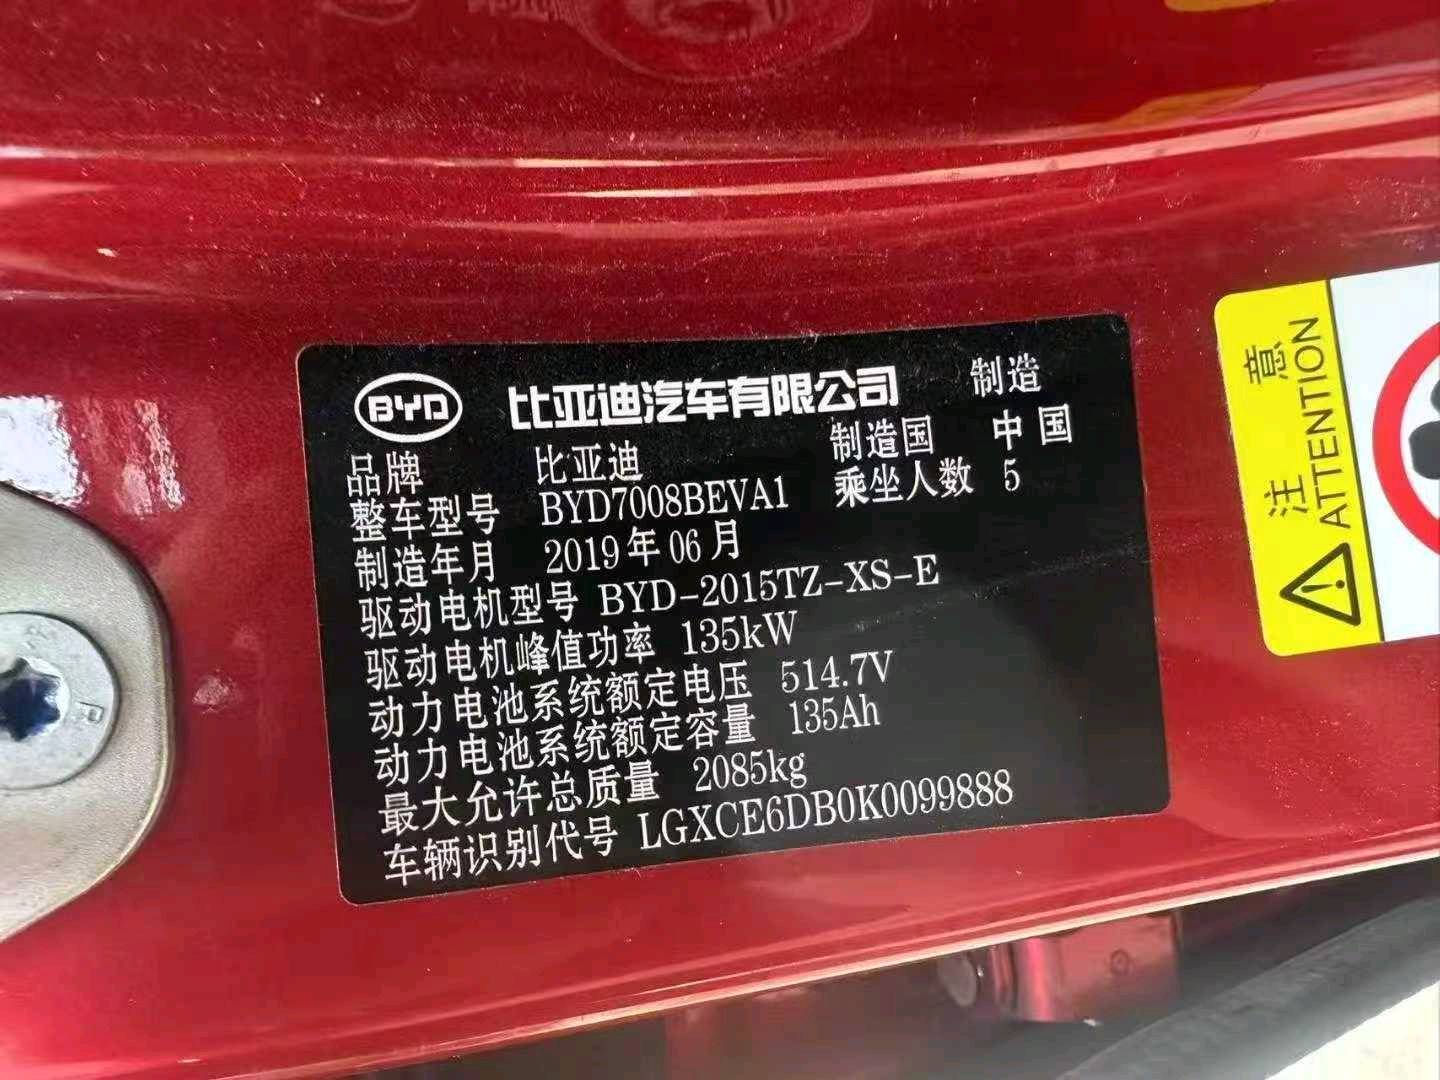 BYD 比亚迪汽车有限公司 制造
品牌 比亚迪 制造国 中国
整车型号 BYD7008BEVA1 乘坐人数 5
制造年月 2019年06月
驱动电机型号 BYD-2015TZ-XS-E
驱动电机峰值功率 135kW
动力电池系统额定电压 514.7V
动力电池系统额定容量 135Ah
最大允许总质量 2085kg
车辆识别代号 LGXCE6DB0K0099888
注意
ATTENTION